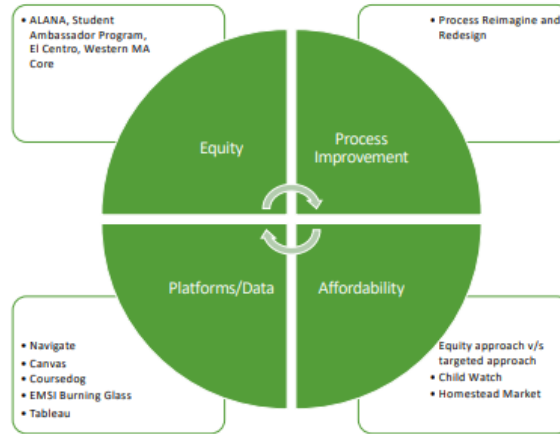 • ALANA, Student
Ambassador Program,
El Centro, Western MA
Core
• Process Reimagine and
Redesign
Equity
Process
Improvement
Platforms/Data
Affordability
• Navigate
• Canvas
• Coursedog
• EMSI Burning Glass
• Tableau
Equity approach v/s
targeted approach
• Child Watch
• Homestead Market